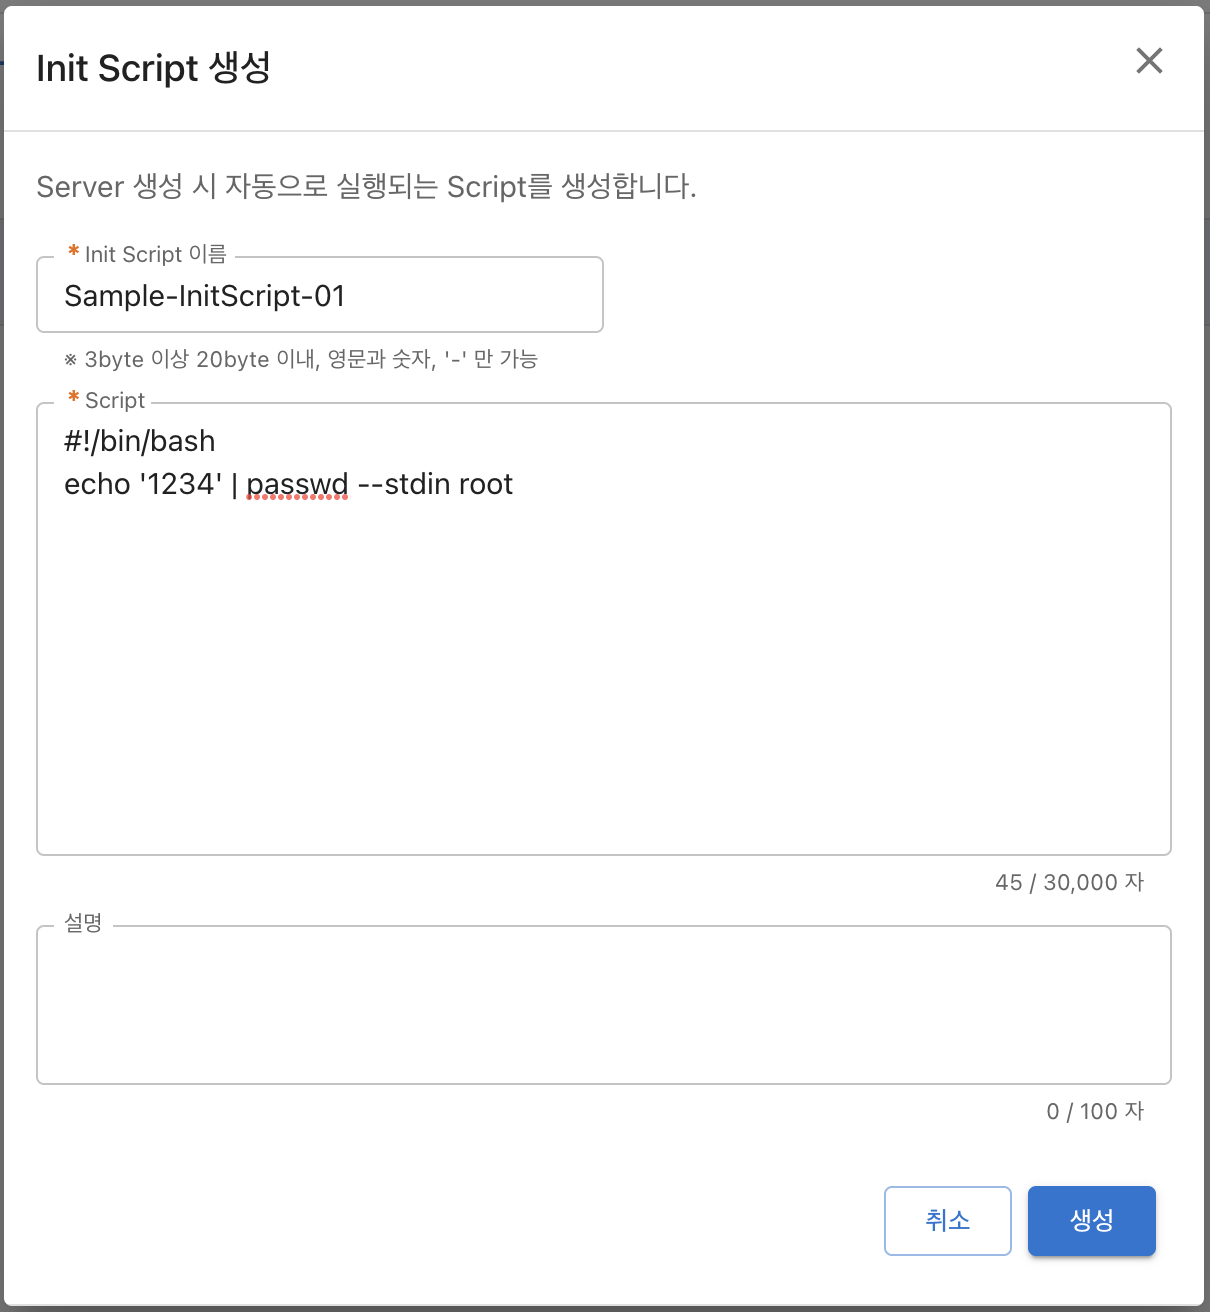 Init Script 생성
Server 생성 시 자동으로 실행되는 Script를 생성합니다.
* Init Script 이름
Sample-InitScript-01
※ 3byte 이상 20byte 이내, 영문과 숫자, '-' 만 가능
* Script
#!/bin/bash
echo '1234' | passwd --stdin root
45 / 30,000 자
설명
0 / 100 자
취소
생성